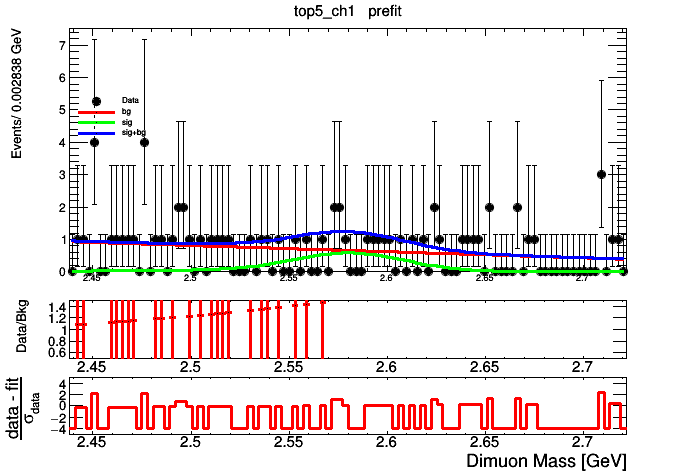 top5_ch1 prefit
Events/ 0.002838 GeV
7
6
5
4
3
2
1
0
Data
bg
sig
sig+bg
2.45 2.5 2.55 2.6 2.65 2.7
Data/Bkg
1.4
1.2
1
0.8
0.6
2.45 2.5 2.55 2.6 2.65 2.7
data - fit
σdata
4
2
0
−2
−4
2.45 2.5 2.55 2.6 2.65 2.7
Dimuon Mass [GeV]